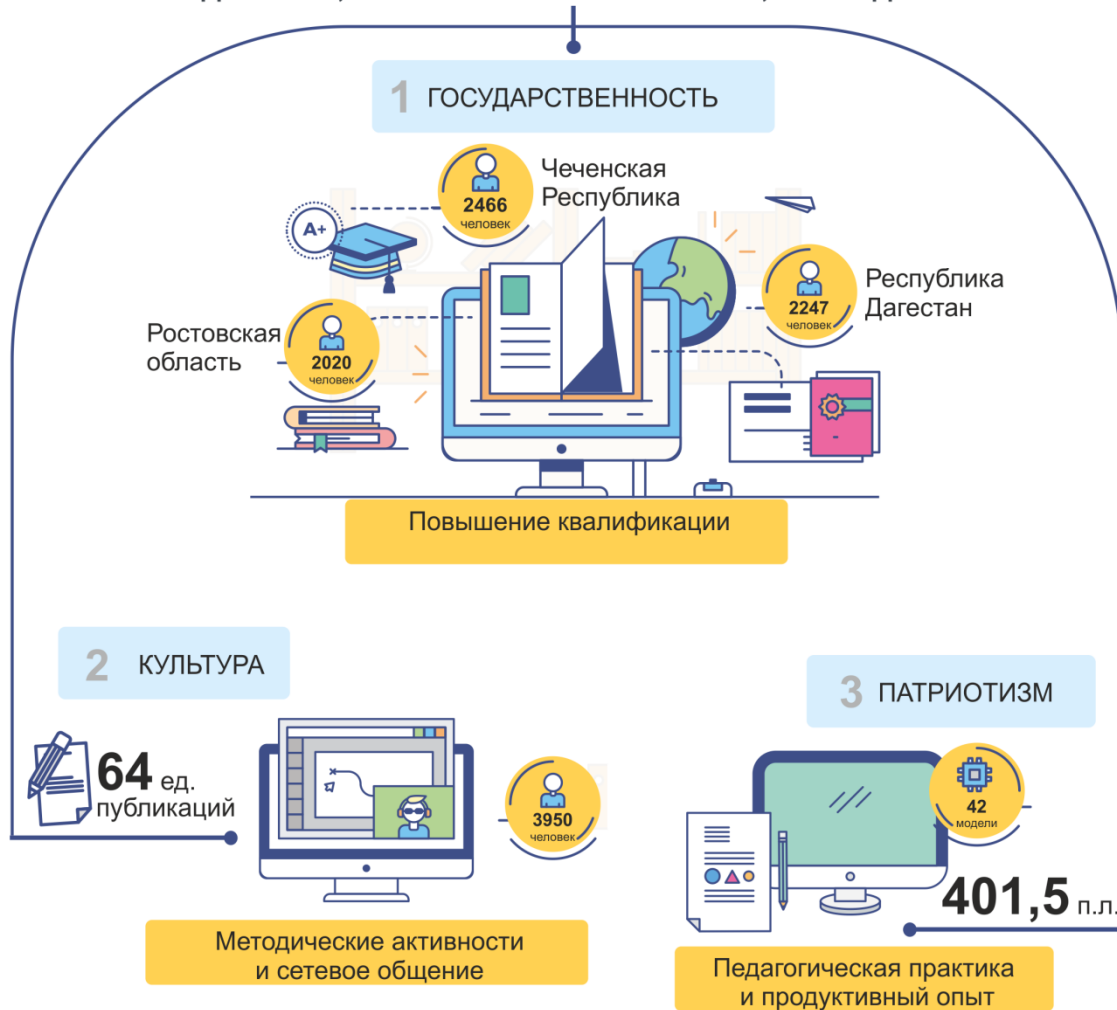 1 ГОСУДАРСТВЕННОСТЬ
Чеченская
Республика
2466
человек
A+
Республика
Дагестан
2247
человек
Ростовская
область
2020
человек
Повышение квалификации
2 КУЛЬТУРА
3 ПАТРИОТИЗМ
64 ед.
публикаций
3950
человек
42
модели
401,5 п.л.
Методические активности
и сетевое общение
Педагогическая практика
и продуктивный опыт